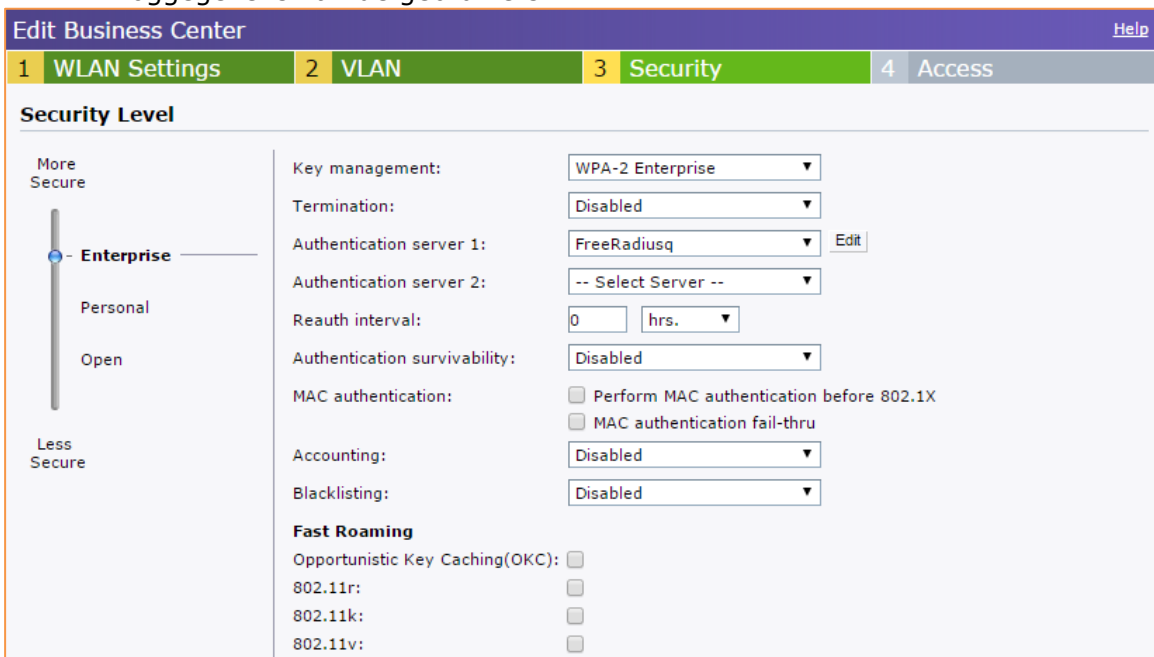 Edit Business Center Help
1 WLAN Settings 2 VLAN 3 Security 4 Access
Security Level
More
Secure
Enterprise
Personal
Open
Less
Secure
Key management: WPA-2 Enterprise
Termination: Disabled
Authentication server 1: FreeRadiusq Edit
Authentication server 2: -- Select Server --
Reauth interval: 0 hrs.
Authentication survivability: Disabled
MAC authentication: Perform MAC authentication before 802.1X
MAC authentication fail-thru
Accounting: Disabled
Blacklisting: Disabled
Fast Roaming
Opportunistic Key Caching(OKC):
802.11r:
802.11k:
802.11v: